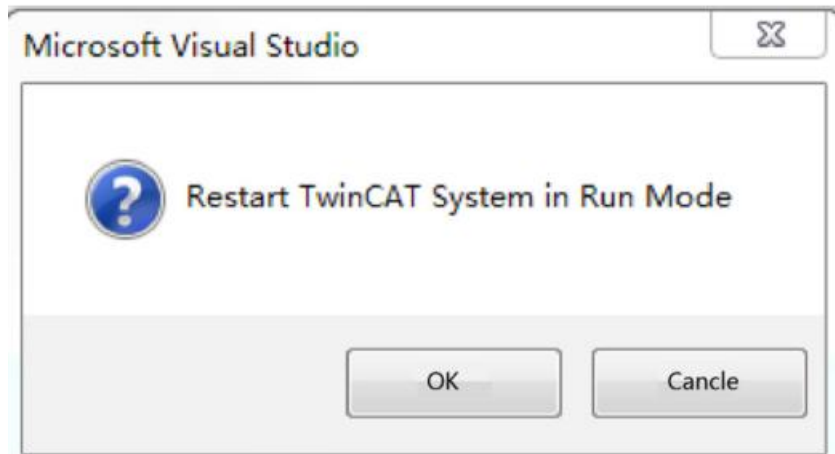 Microsoft Visual Studio
Restart TwinCAT System in Run Mode
OK Cancle